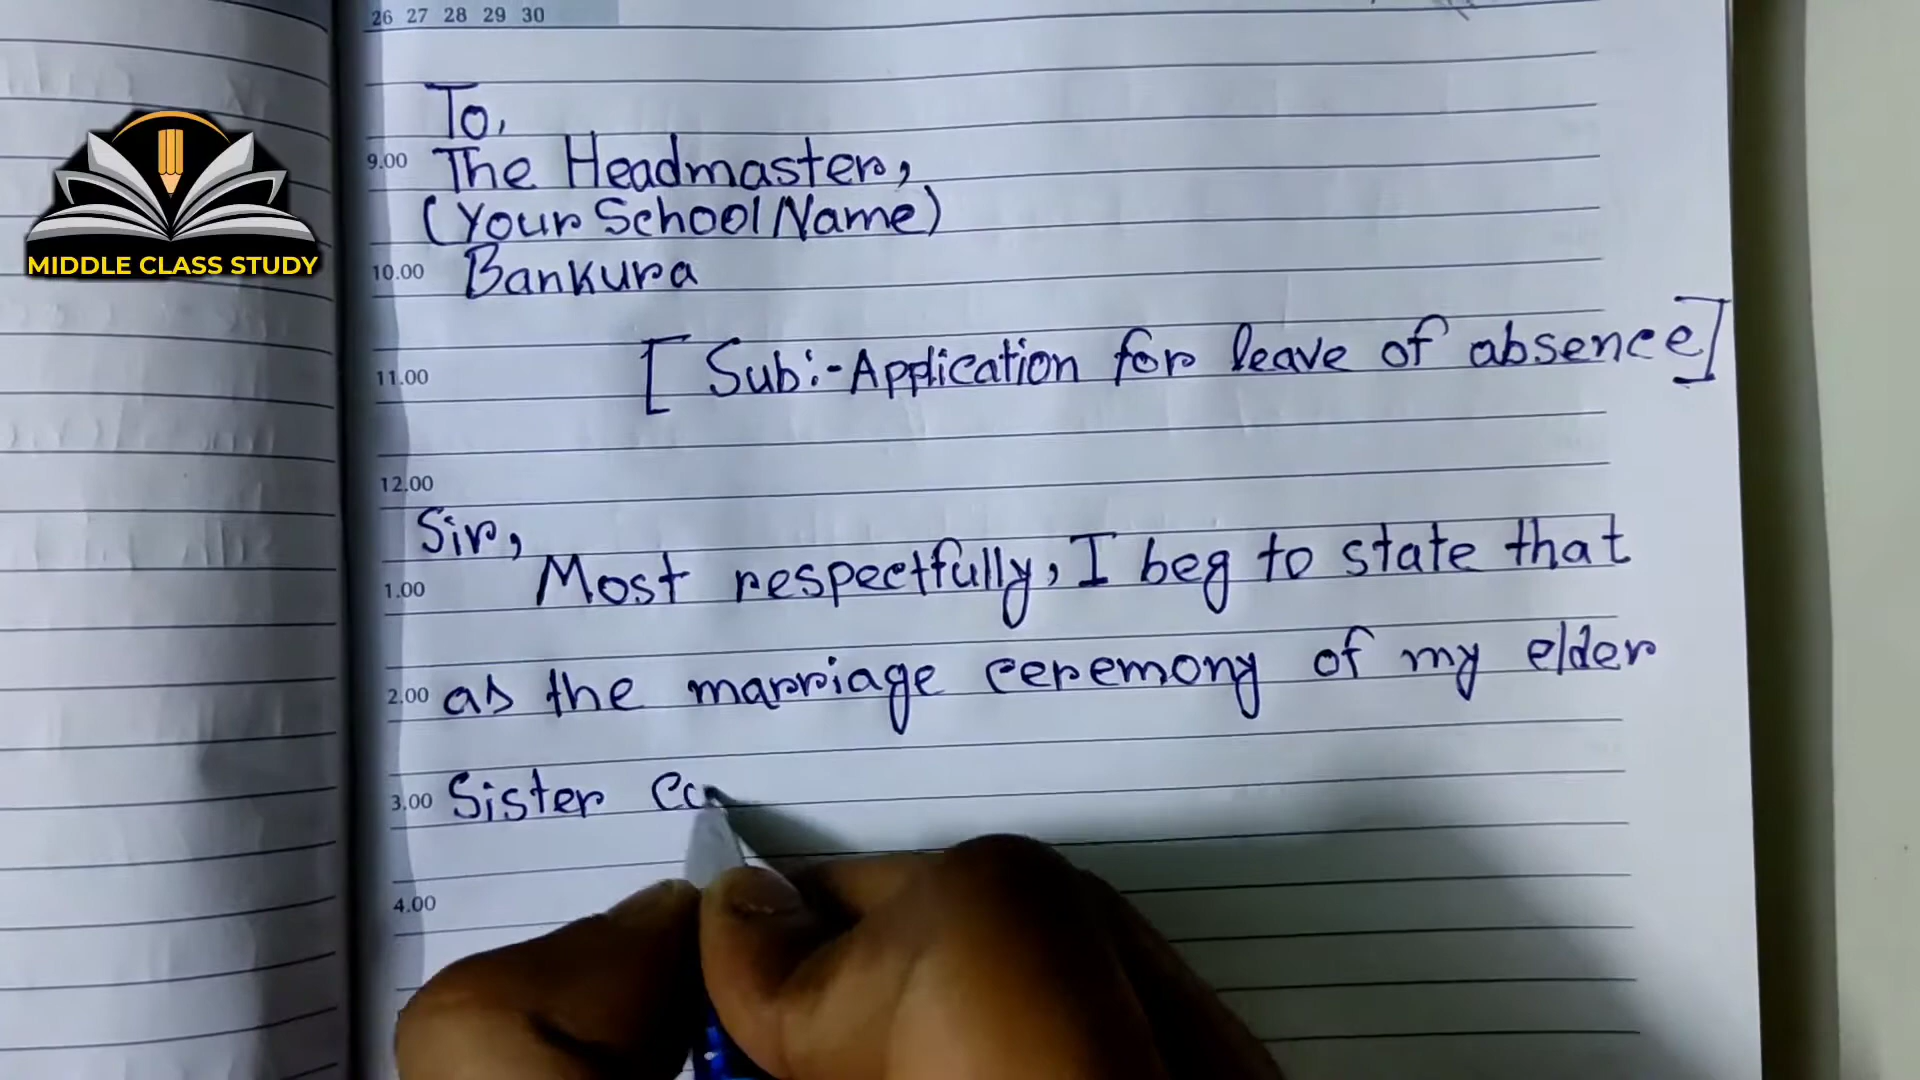 26 27 28 29 30
To,
9.00 The Headmaster,
(Your School Name)
10.00 Bankura
[Sub:-Application for leave of absence]
11.00
12.00
Sir,
1.00 Most respectfully, I beg to state that
2.00 as the marriage ceremony of my elder
3.00 Sister
4.00
MIDDLE CLASS STUDY